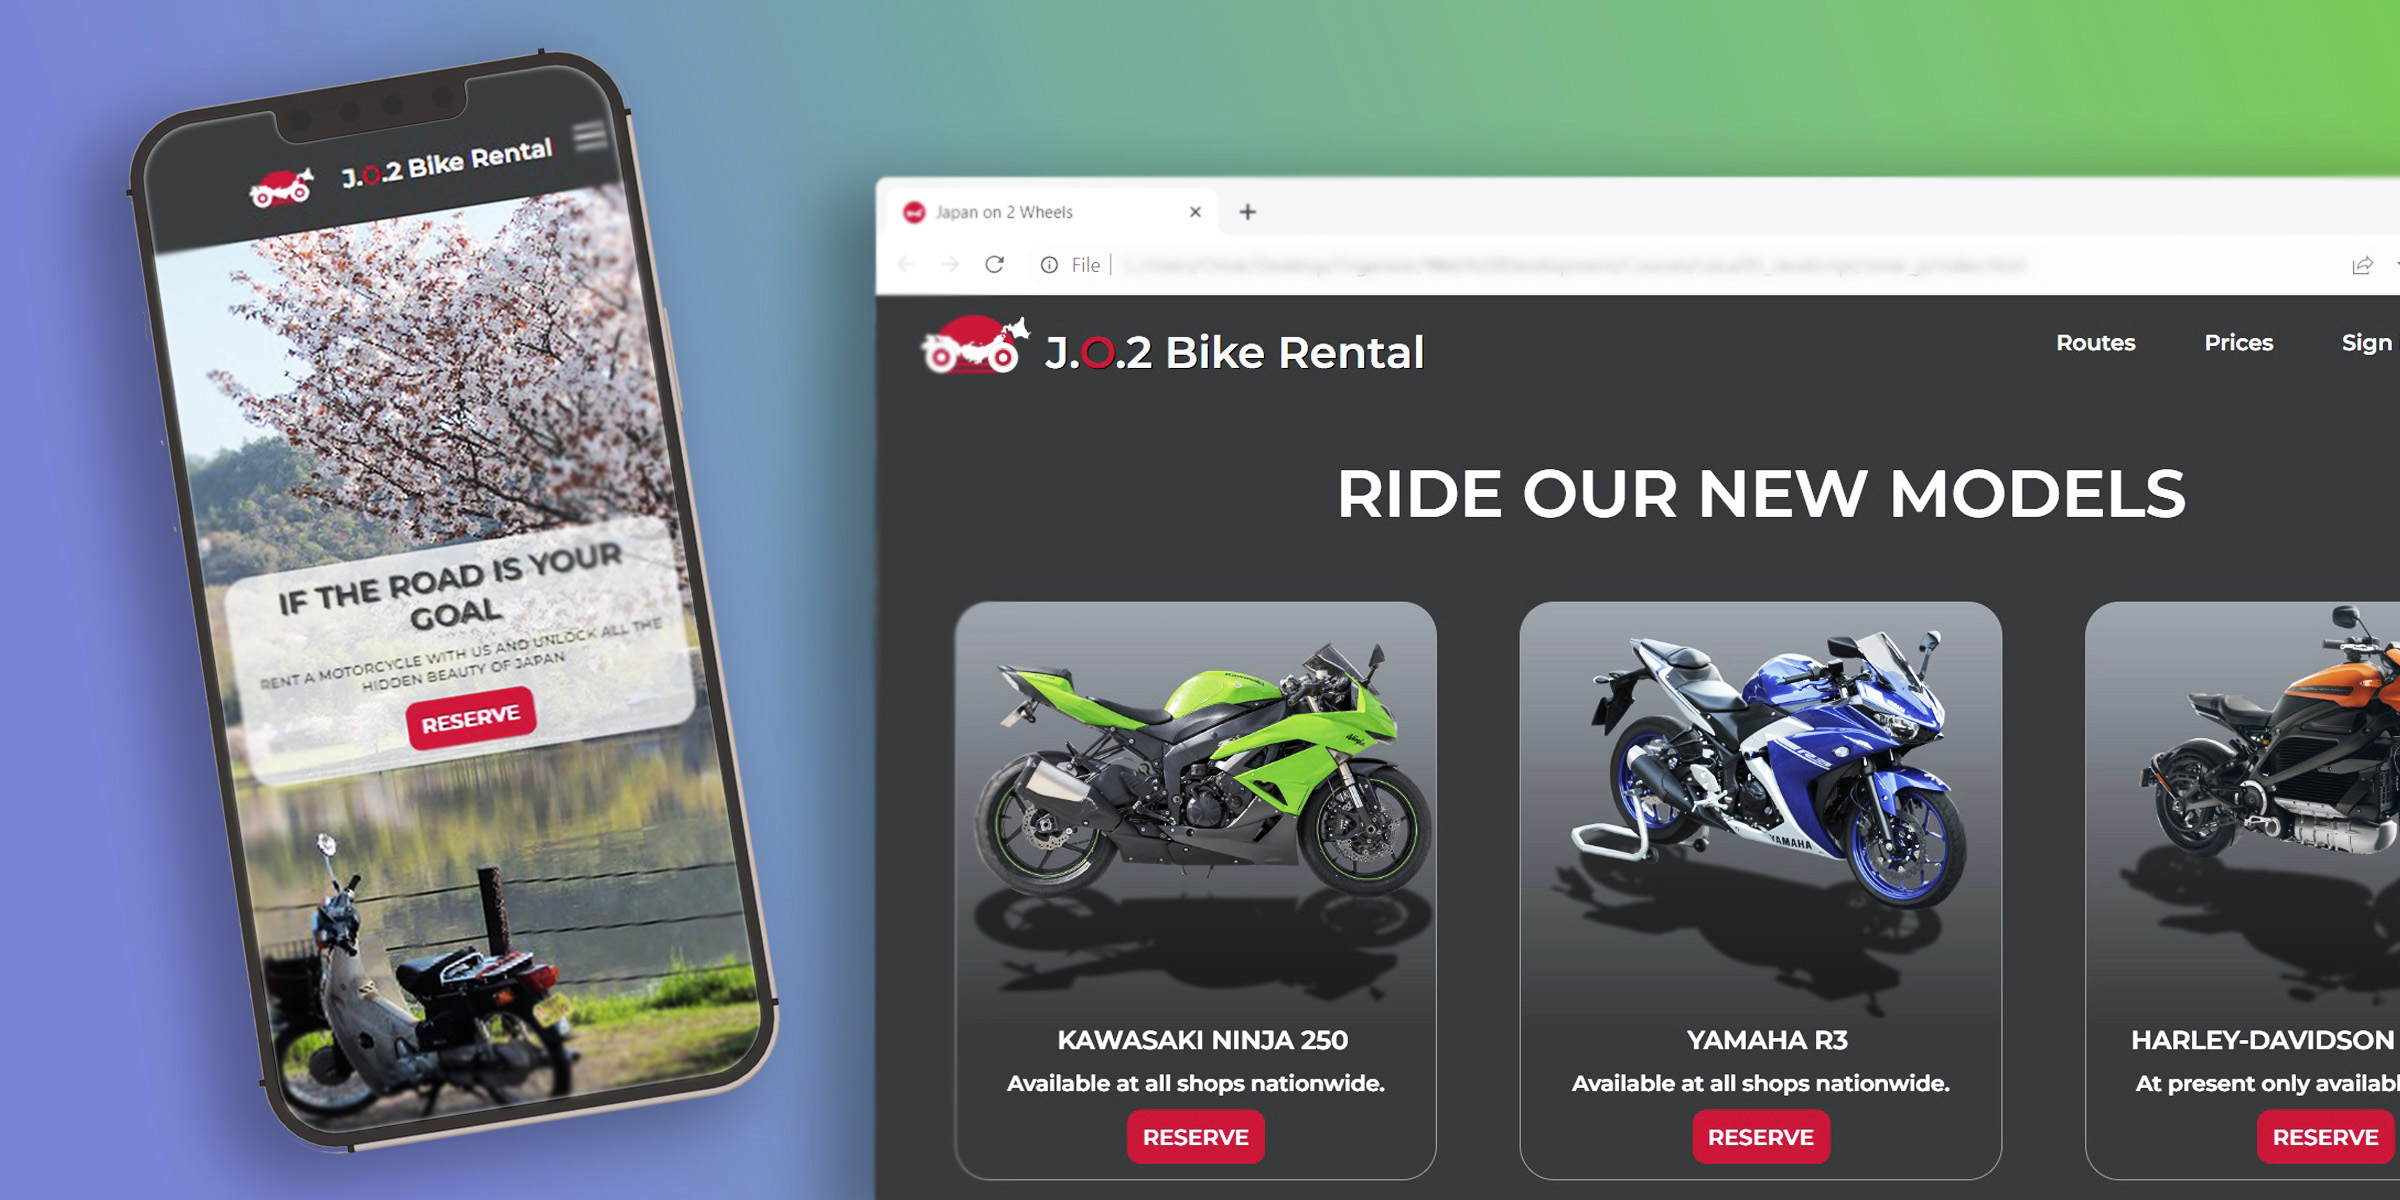 J.O.2 Bike Rental
IF THE ROAD IS YOUR
GOAL
RENT A MOTORCYCLE WITH US AND UNLOCK ALL THE
HIDDEN BEAUTY OF JAPAN
RESERVE
Japan on 2 Wheels
File
J.O.2 Bike Rental
Routes Prices Sign
RIDE OUR NEW MODELS
Kawasaki
Ninja
YAMAHA
KAWASAKI NINJA 250
Available at all shops nationwide.
RESERVE
YAMAHA R3
Available at all shops nationwide.
RESERVE
HARLEY-DAVIDSON
At present only
RESERVE